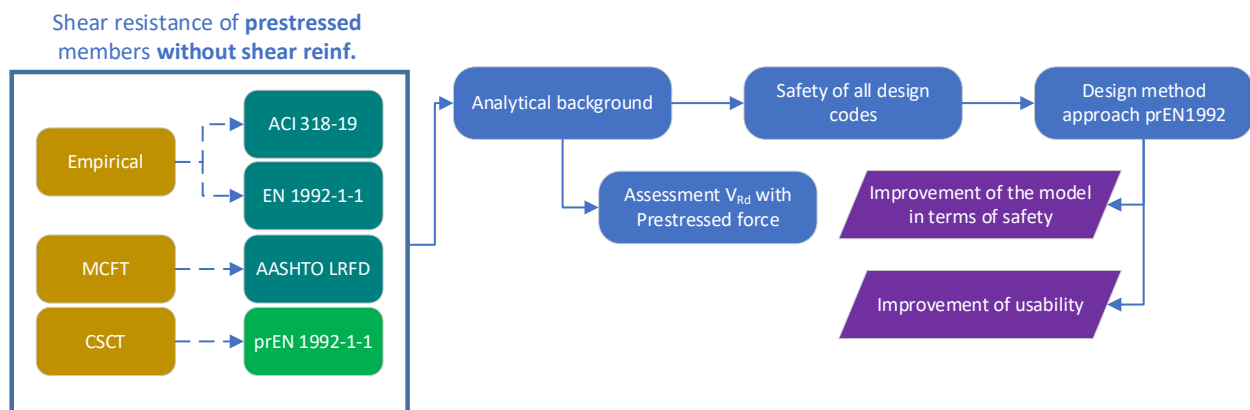 Shear resistance of prestressed
members without shear reinf.
Empirical
ACI 318-19
EN 1992-1-1
MCFT
AASHTO LRFD
CSCT
prEN 1992-1-1
Analytical background
Assessment VRd with
Prestressed force
Safety of all design
codes
Design method
approach prEN1992
Improvement of the model
in terms of safety
Improvement of usability